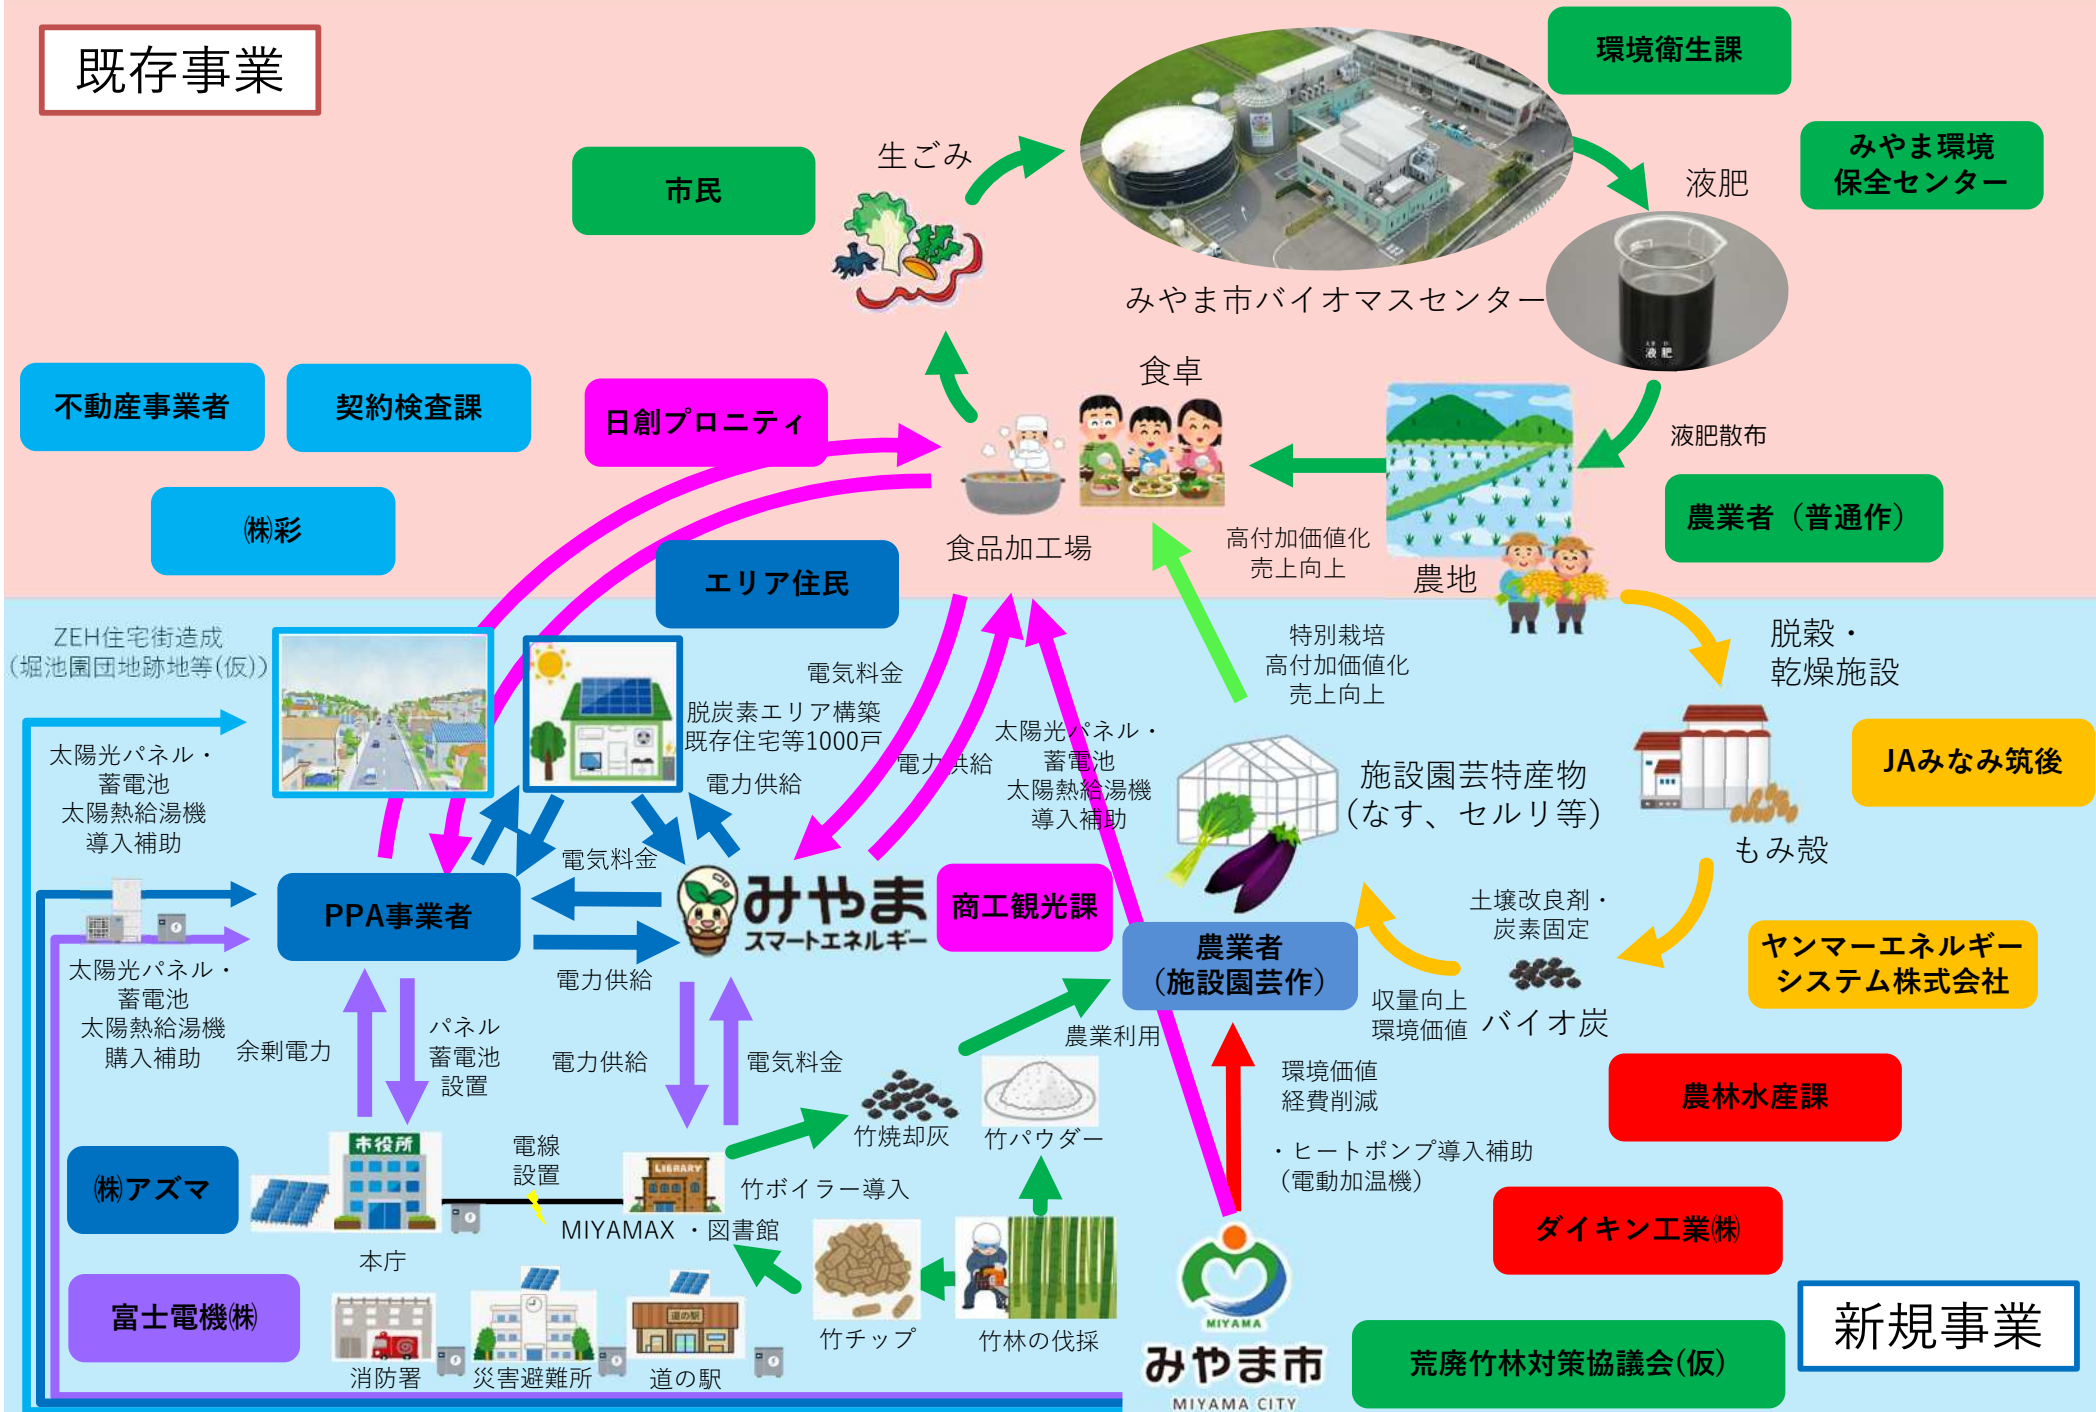 既存事業
環境衛生課
みやま環境
保全センター
市民
生ごみ
液肥
液肥
みやま市バイオマスセンター
食卓
不動産事業者
契約検査課
日創プロニティ
液肥散布
㈱彩
農業者（普通作）
食品加工場
高付加価値化
売上向上
エリア住民
農地
ZEH住宅街造成
（堀池園団地跡地等(仮)）
特別栽培
高付加価値化
売上向上
脱穀・
乾燥施設
電気料金
脱炭素エリア構築
既存住宅等1000戸
電力供給
電力供給
太陽光パネル・
蓄電池
太陽熱給湯機
導入補助
太陽光パネル・
蓄電池
太陽熱給湯機
導入補助
施設園芸特産物
（なす、セルリ等）
JAみなみ筑後
もみ殻
電気料金
PPA事業者
みやま
スマートエネルギー
商工観光課
農業者
（施設園芸作）
土壌改良剤・
炭素固定
ヤンマーエネルギー
システム株式会社
電力供給
太陽光パネル・
蓄電池
太陽熱給湯機
購入補助
収量向上
環境価値
バイオ炭
余剰電力
パネル
蓄電池
設置
電力供給
電気料金
農業利用
環境価値
経費削減
農林水産課
竹焼却灰
竹パウダー
市役所
電線
設置
LIBRARY
・ヒートポンプ導入補助
（電動加温機）
㈱アズマ
竹ボイラー導入
MIYAMAX ・図書館
ダイキン工業㈱
本庁
富士電機㈱
道の駅
消防署
災害避難所
道の駅
竹チップ
竹林の伐採
MIYAMA
みやま市
MIYAMA CITY
荒廃竹林対策協議会(仮)
新規事業